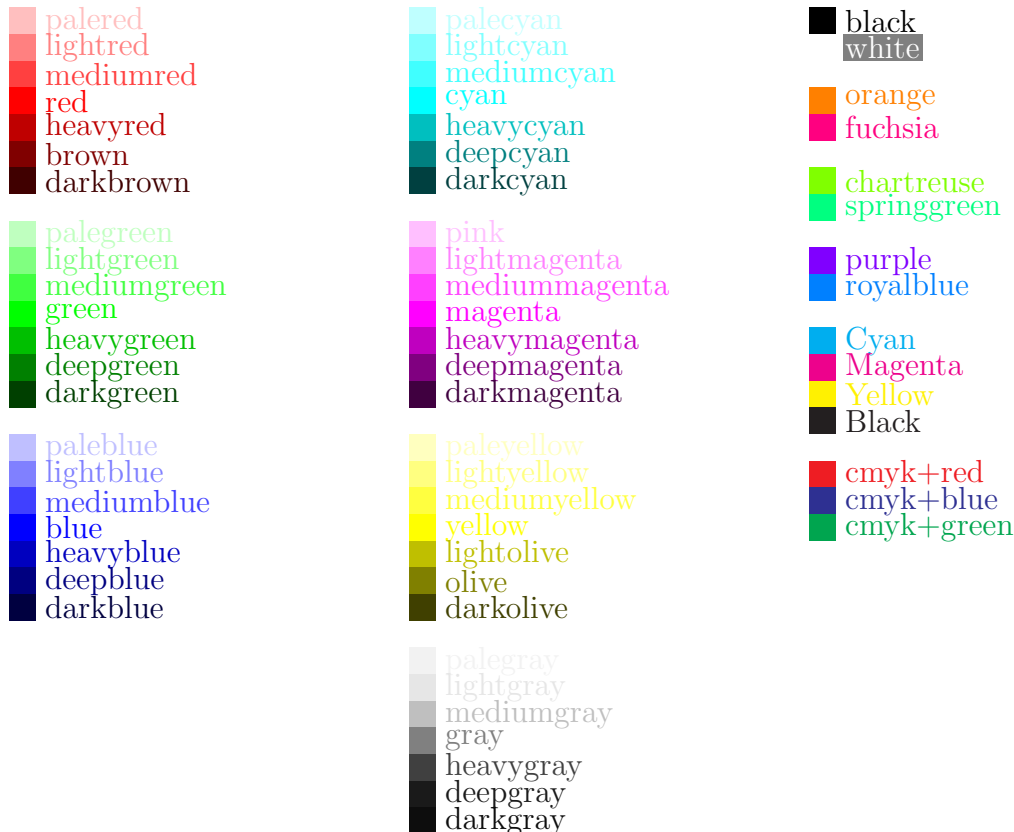 palered
lightred
mediumred
red
heavyred
brown
darkbrown
palegreen
lightgreen
mediumgreen
green
heavygreen
deepgreen
darkgreen
paleblue
lightblue
mediumblue
blue
heavyblue
deepblue
darkblue
palecyan
lightcyan
mediumcyan
cyan
heavycyan
deepcyan
darkcyan
pink
lightmagenta
mediummagenta
magenta
heavymagenta
deepmagenta
darkmagenta
paleyellow
lightyellow
mediumyellow
yellow
lightolive
olive
darkolive
palegray
lightgray
mediumgray
gray
heavygray
deepgray
darkgray
black
white
orange
fuchsia
chartreuse
springgreen
purple
royalblue
Cyan
Magenta
Yellow
Black
cmyk+red
cmyk+blue
cmyk+green